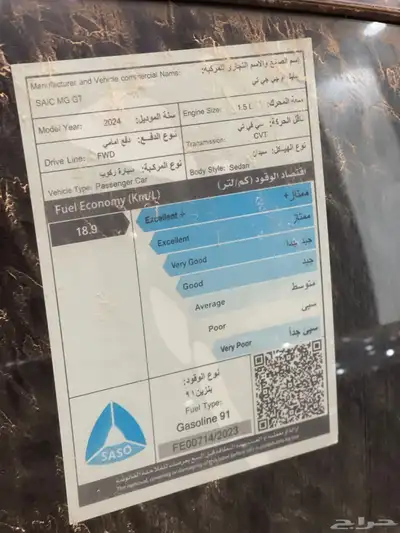 Manufacturer and Vehicle commercial Name: إسم الصانع والأسم التجاري للمركبة:
SAIC MG GT
Model Year: 2024 سنة الموديل:
Engine Size: 1.5 L سعة المحرك:
Drive Line: FWD دفع امامي نوع الدفع:
Transmission: CVT سي في تي ناقل الحركة:
Vehicle Type: Passenger Car سيارة ركوب نوع المركبة:
Body Style: Sedan سيدان نوع الهيكل:
Fuel Economy (Km/L) اقتصاد الوقود (كم/لتر)
18.9
Excellent + ممتاز+
Excellent ممتاز
Very Good جيد جدا
Good جيد
Average متوسط
Poor سيئ
Very Poor سيئ جداً
نوع الوقود:
بنزين ٩١
Fuel Type:
Gasoline 91
FE00714/2023
SASO
حراج